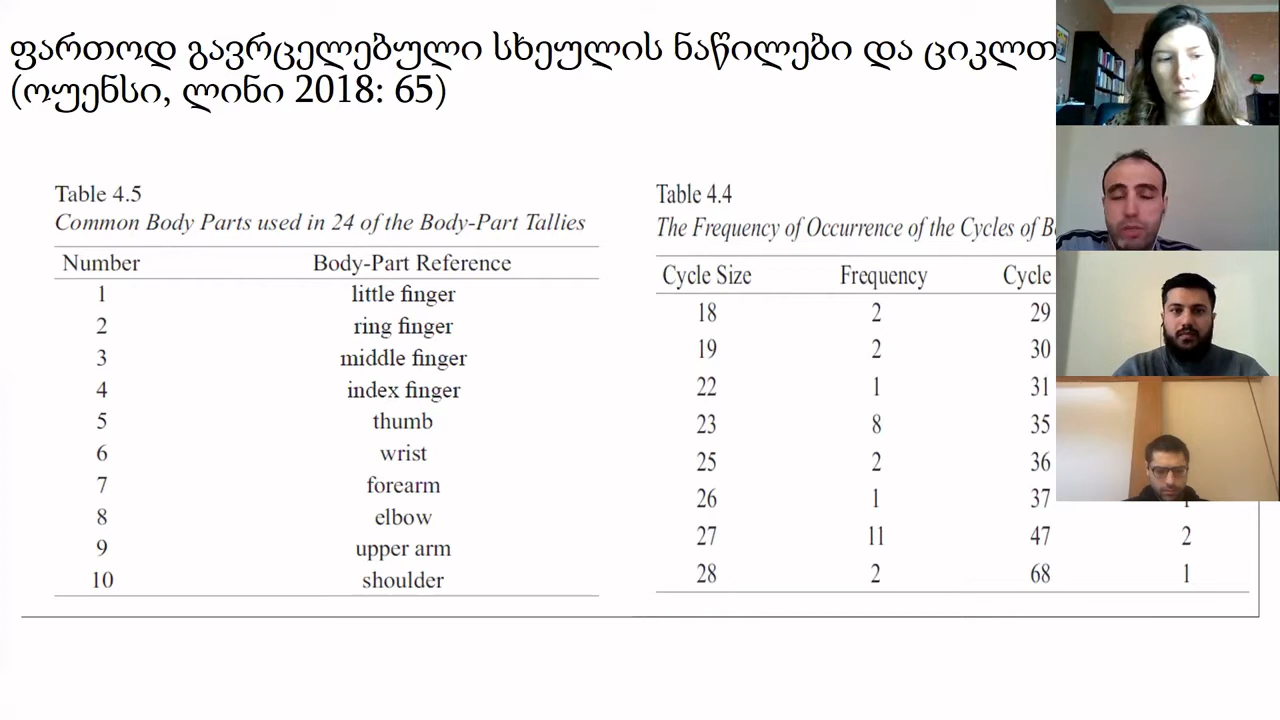 ფართოდ გავრცელებული სხეულის ნაწილები და
(ოუენსი, ლინი 2018: 65)
Table 4.5
Common Body Parts used in 24 of the Body-Part Tallies
Number Body-Part Reference
1 little finger
2 ring finger
3 middle finger
4 index finger
5 thumb
6 wrist
7 forearm
8 elbow
9 upper arm
10 shoulder
Table 4.4
The Frequency of Occurrence of the Cycles of
Cycle Size Frequency Cycle
18 2 29
19 2 30
22 1 31
23 8 35
25 2 36
26 1 37
27 11 47 2
28 2 68 1